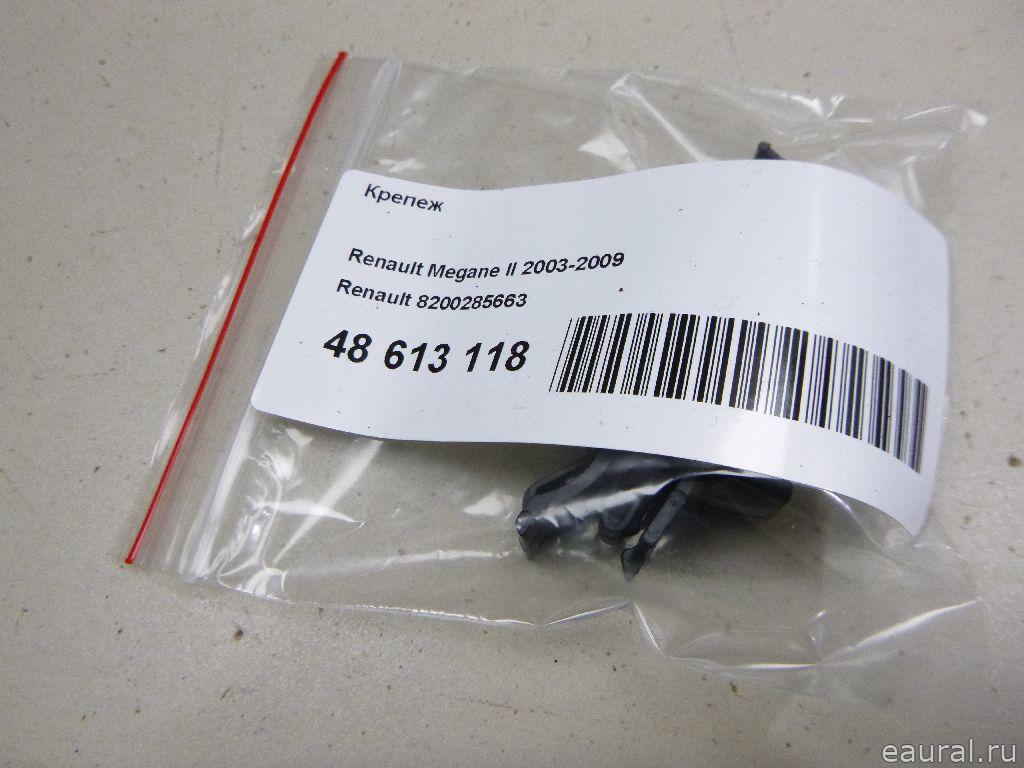 Крепеж
Renault Megane II 2003-2009
Renault 8200285663
48 613 118
eaural.ru